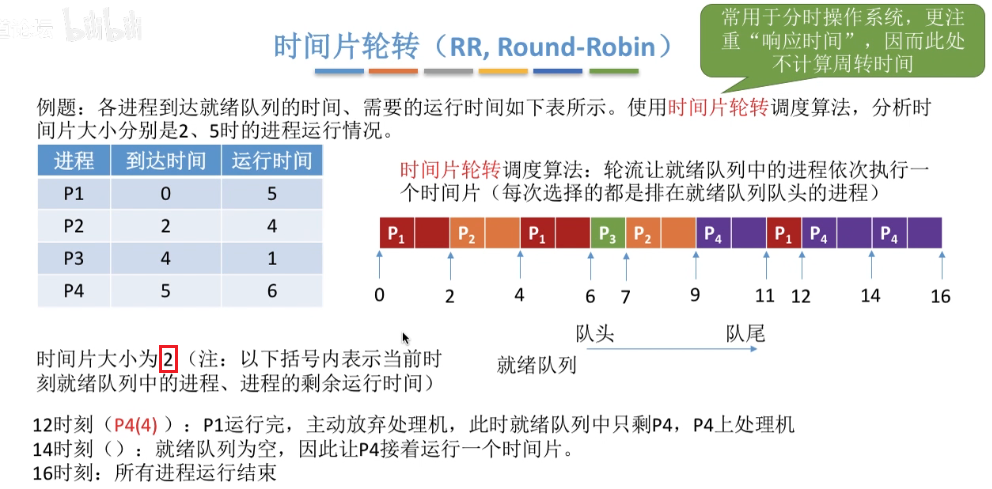 bilibili
常用于分时操作系统，更注
重“响应时间”，因而此处
不计算周转时间
时间片轮转（RR, Round-Robin）
例题：各进程到达就绪队列的时间、需要的运行时间如下表所示。使用时间片轮转调度算法，分析时
间片大小分别是2、5时的进程运行情况。
进程 到达时间 运行时间
P1 0 5
P2 2 4
P3 4 1
P4 5 6
时间片轮转调度算法：轮流让就绪队列中的进程依次执行一
个时间片（每次选择的都是排在就绪队列队头的进程）
P1 P2 P1 P3 P2 P4 P1 P4 P4
0 2 4 6 7 9 11 12 14 16
队头 队尾
就绪队列
时间片大小为2（注：以下括号内表示当前时
刻就绪队列中的进程、进程的剩余运行时间）
12时刻（P4(4) ）：P1运行完，主动放弃处理机，此时就绪队列中只剩P4，P4上处理机
14时刻（）：就绪队列为空，因此让P4接着运行一个时间片。
16时刻：所有进程运行结束